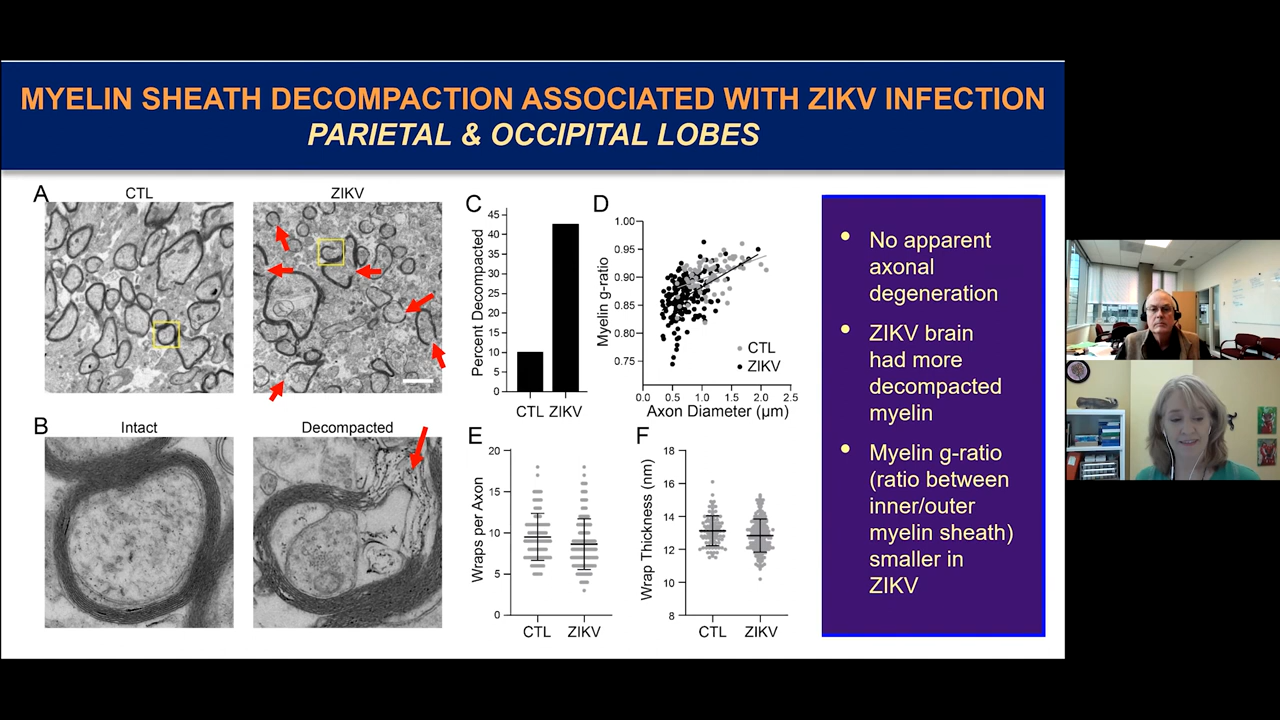 MYELIN SHEATH DECOMPACTION ASSOCIATED WITH ZIKV INFECTION
PARIETAL & OCCIPITAL LOBES
A
CTL
ZIKV
B
Intact
Decompacted
C
Percent Decompacted
45
40
35
30
25
20
15
10
5
0
CTL ZIKV
D
Myelin g-ratio
1.00
0.95
0.90
0.85
0.80
0.75
CTL
ZIKV
0.0 0.5 1.0 1.5 2.0 2.5
Axon Diameter (µm)
E
Wraps per Axon
20
15
10
5
0
CTL ZIKV
F
Wrap Thickness (nm)
18
16
14
12
10
8
CTL ZIKV
• No apparent
axonal
degeneration
• ZIKV brain
had more
decompacted
myelin
• Myelin g-ratio
(ratio between
inner/outer
myelin sheath)
smaller in
ZIKV